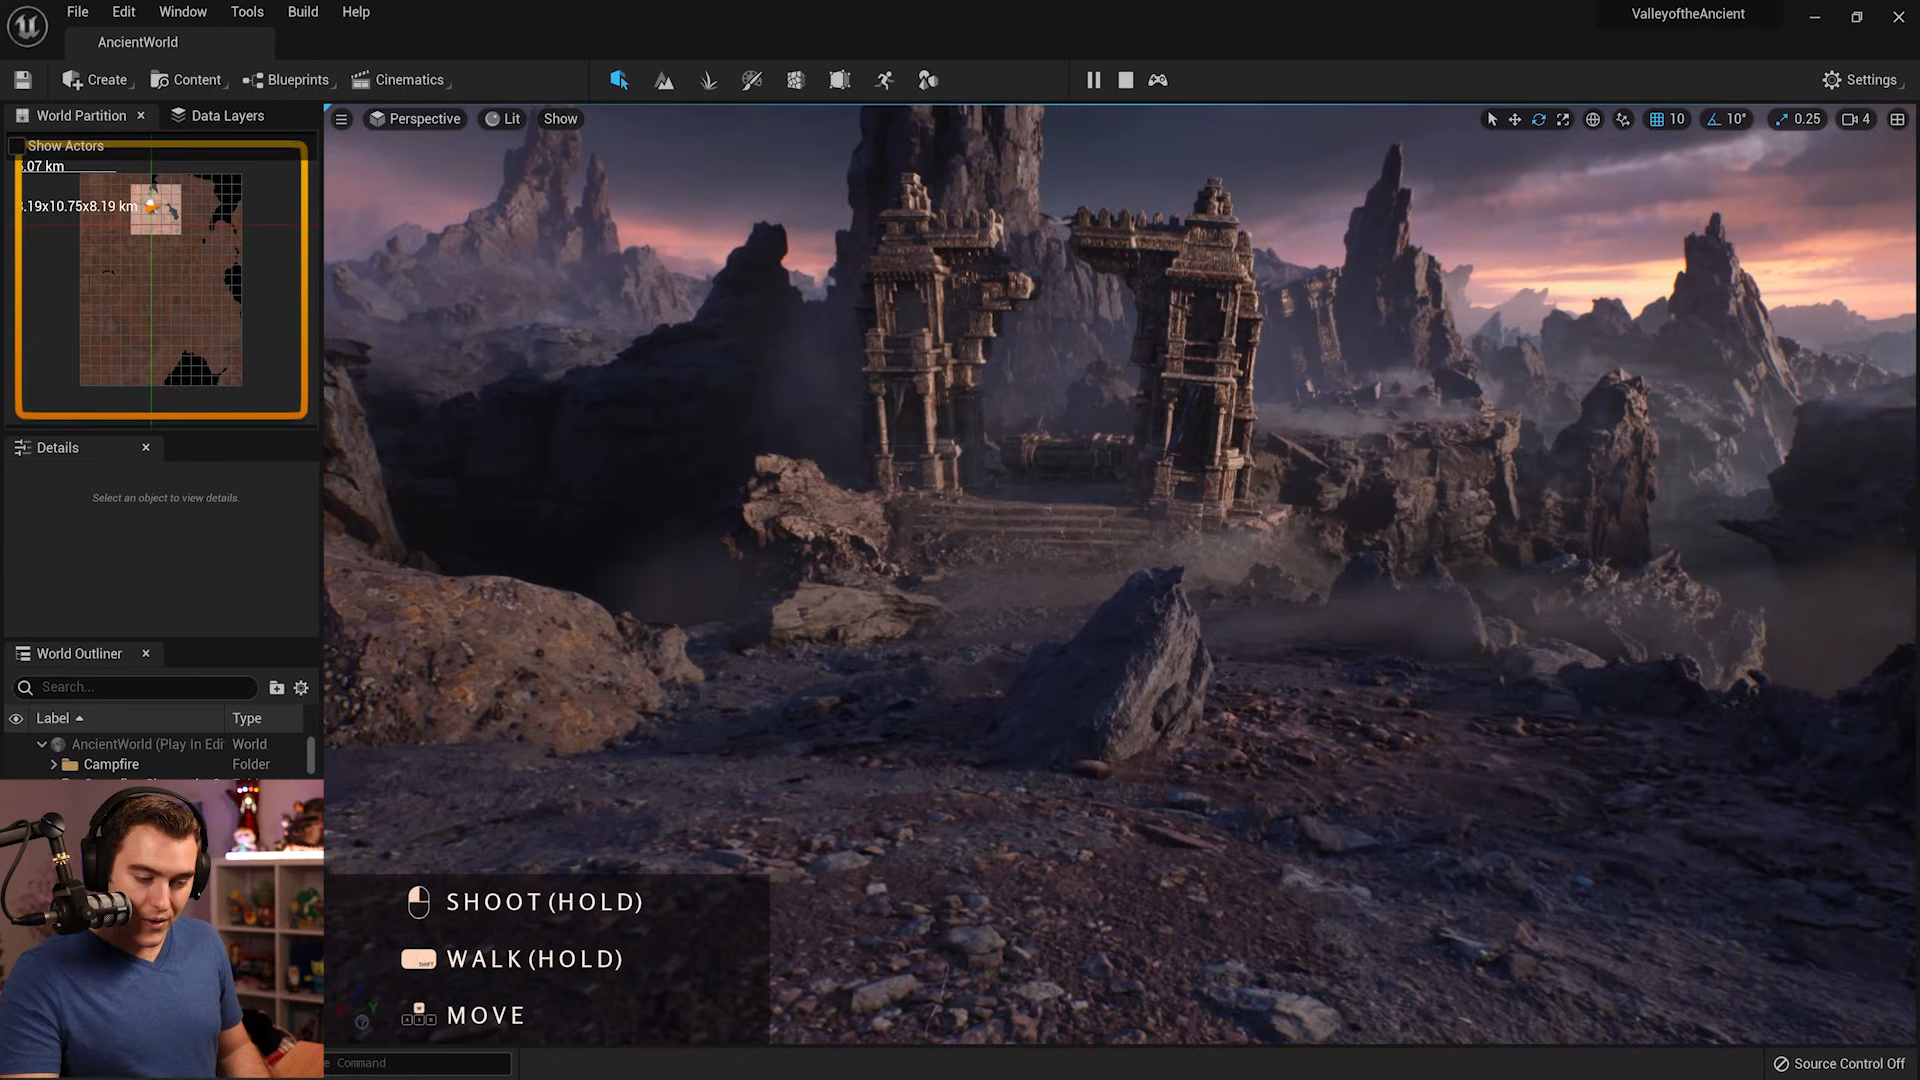 File Edit Window Tools Build Help
ValleyoftheAncient
AncientWorld
Create Content Blueprints Cinematics
Settings
World Partition
Data Layers
Perspective Lit Show
10 10° 0.25 4
Show Actors
.07 km
.19x10.75x8.19 km
Details
Select an object to view details.
World Outliner
Search...
Label Type
AncientWorld (Play In Edi World
Campfire Folder
SHOOT (HOLD)
SHIFT WALK (HOLD)
MOVE
Command
Source Control Off